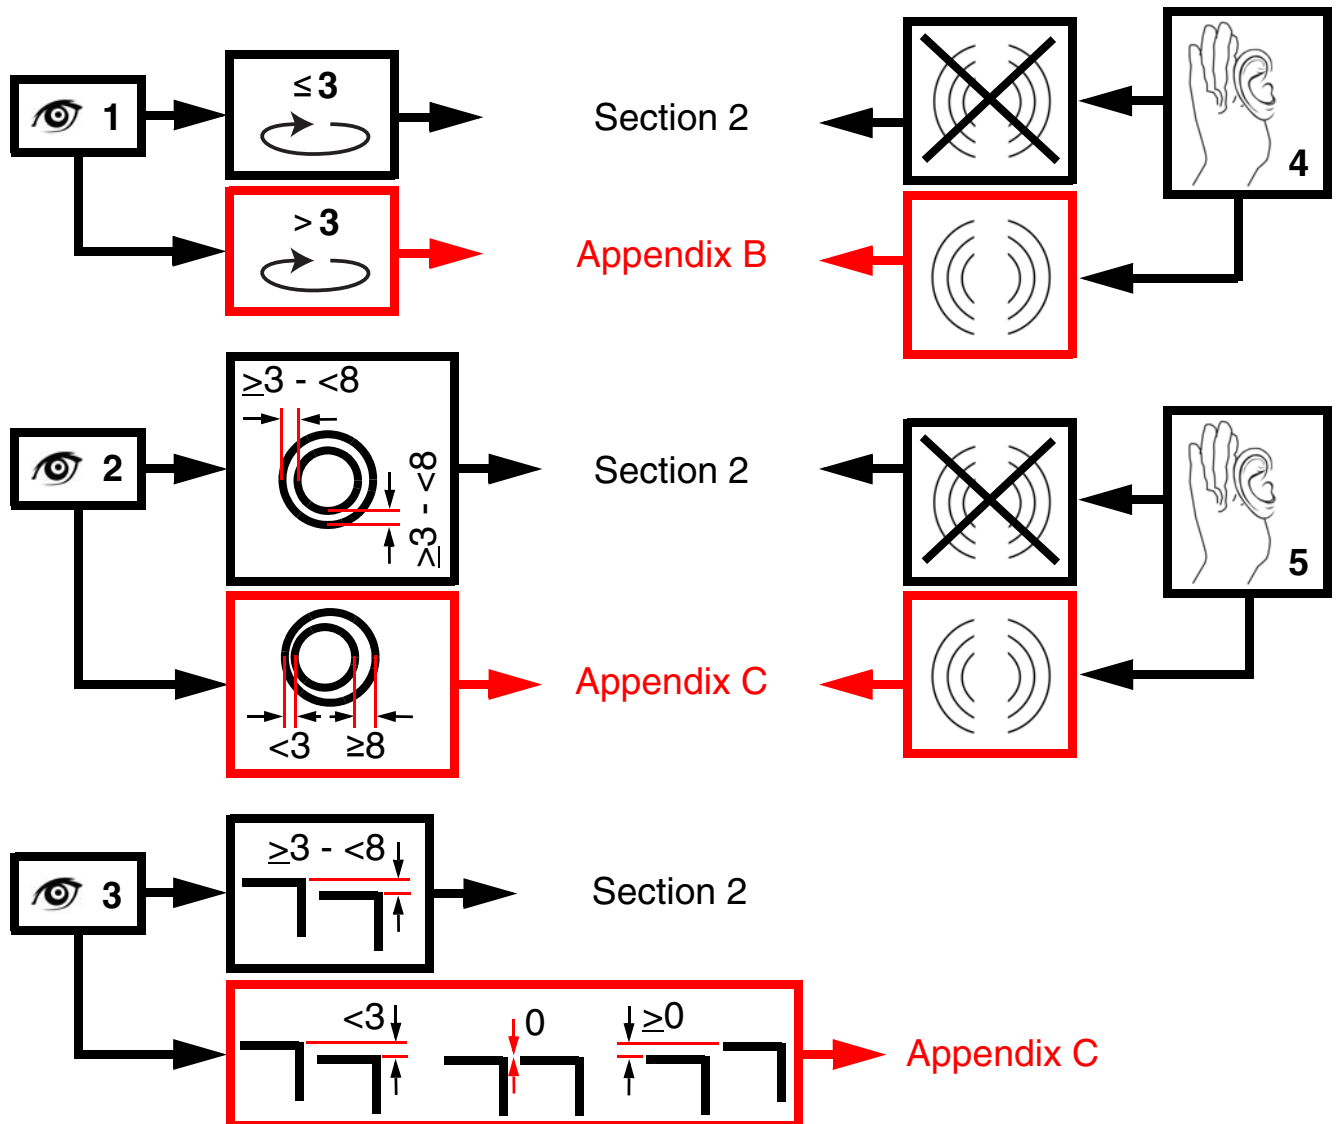 1
≤ 3
Section 2
4
> 3
Appendix B
2
≥3 - <8
≥3 - <8
Section 2
5
<3
≥8
Appendix C
3
≥3 - <8
Section 2
<3
0
≥0
Appendix C